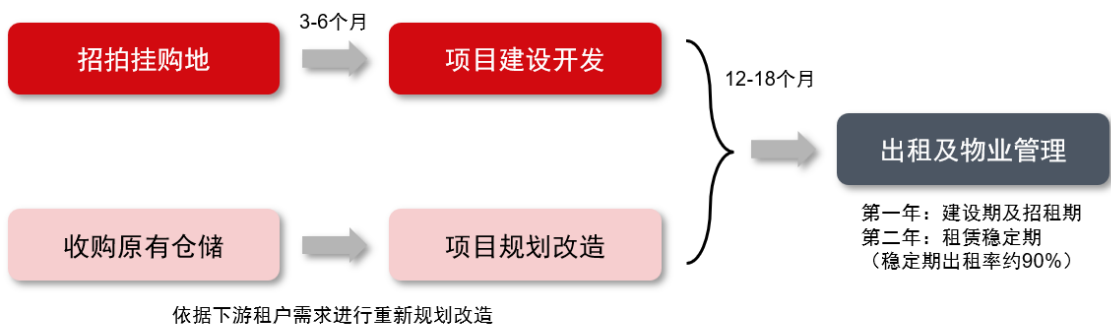 3-6个月
招拍挂购地
项目建设开发
12-18个月
出租及物业管理
收购原有仓储
项目规划改造
第一年：建设期及招租期
第二年：租赁稳定期
（稳定期出租率约90%）
依据下游租户需求进行重新规划改造